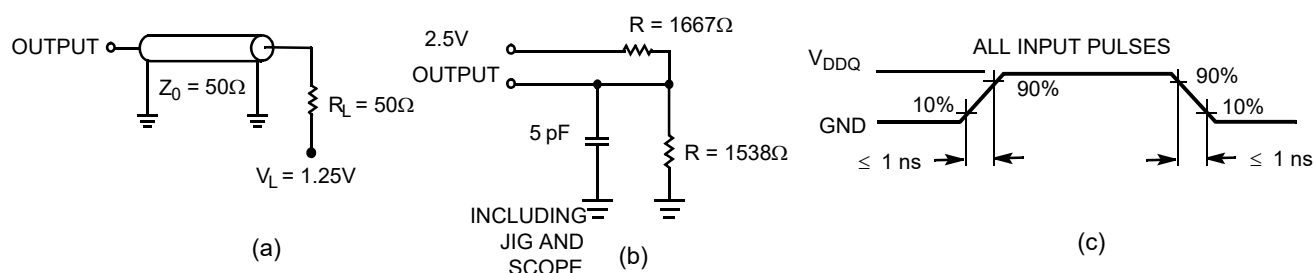 OUTPUT
Z0 = 50Ω
RL = 50Ω
VL = 1.25V
(a)
R = 1667Ω
2.5V
OUTPUT
5 pF
R = 1538Ω
INCLUDING
JIG AND
SCOPE
(b)
ALL INPUT PULSES
VDDQ
GND
10%
90%
90%
10%
≤ 1 ns
≤ 1 ns
(c)